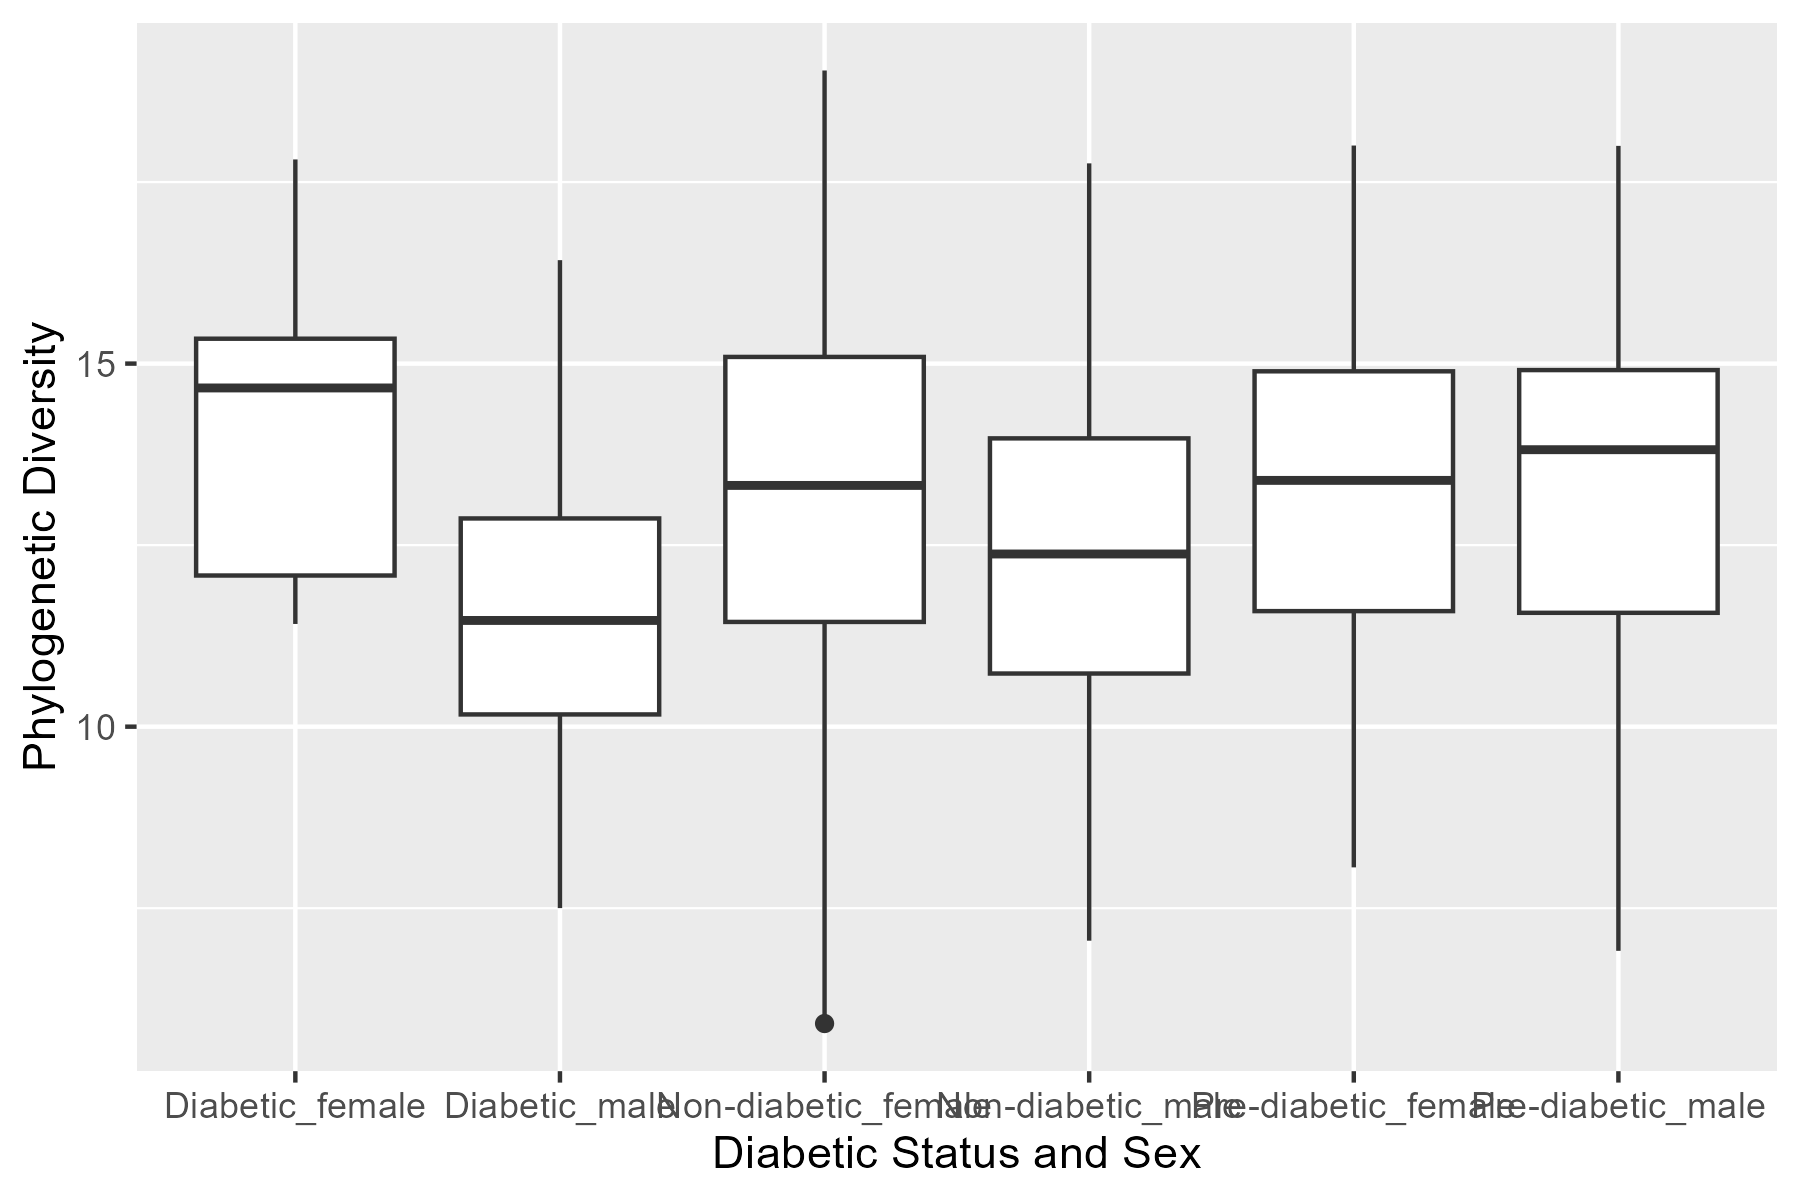 Phylogenetic Diversity
15
10
Diabetic_female Diabetic_male Non-diabetic_female Non-diabetic_male Pre-diabetic_female Pre-diabetic_male
Diabetic Status and Sex